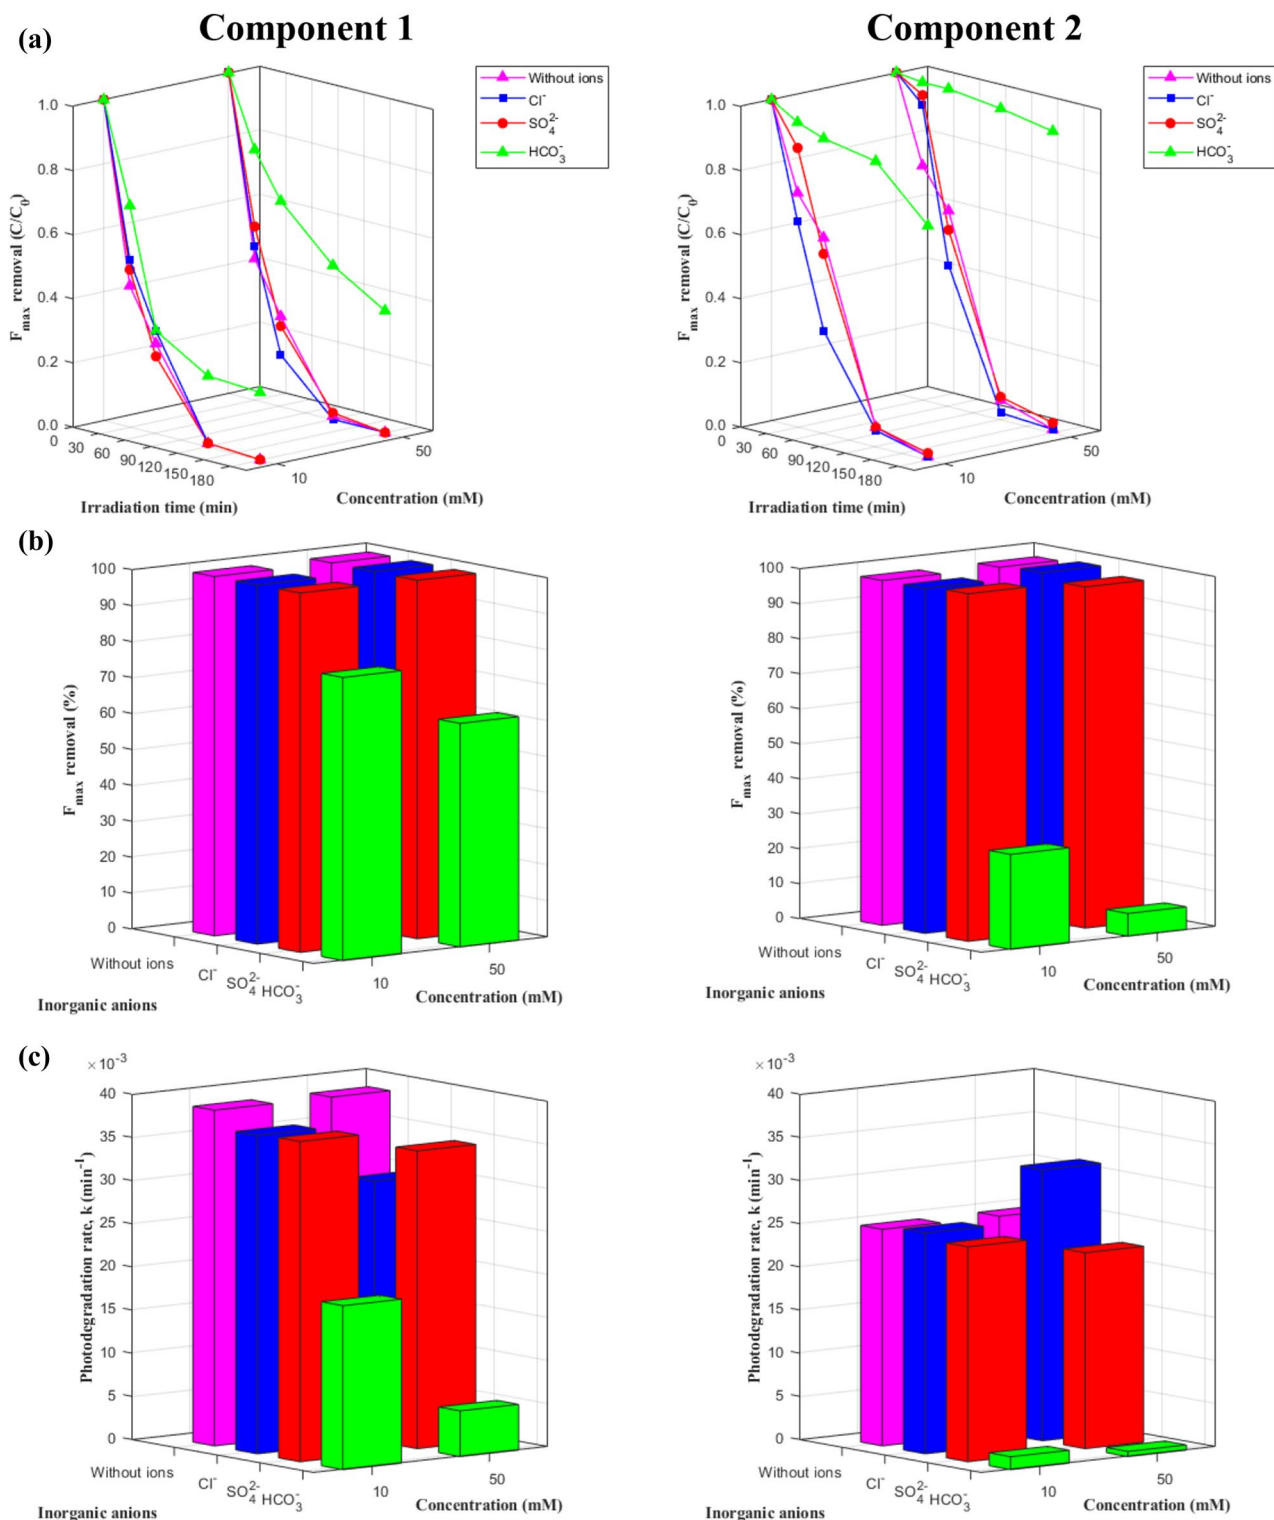 Component 1
Component 2
(a)
Without ions
Cl⁻
SO₄²⁻
HCO₃⁻
1.0
0.8
0.6
0.4
0.2
0.0
F_max removal (C/C₀)
0
30
60
90
120
150
180
Irradiation time (min)
10
50
Concentration (mM)
Without ions
Cl⁻
SO₄²⁻
HCO₃⁻
1.0
0.8
0.6
0.4
0.2
0.0
F_max removal (C/C₀)
0
30
60
90
120
150
180
Irradiation time (min)
10
50
Concentration (mM)
(b)
100
90
80
70
60
50
40
30
20
10
0
F_max removal (%)
Without ions
Cl⁻
SO₄²⁻
HCO₃⁻
Inorganic anions
10
50
Concentration (mM)
100
90
80
70
60
50
40
30
20
10
0
F_max removal (%)
Without ions
Cl⁻
SO₄²⁻
HCO₃⁻
Inorganic anions
10
50
Concentration (mM)
(c)
× 10⁻³
40
35
30
25
20
15
10
5
0
Photodegradation rate, k (min⁻¹)
Without ions
Cl⁻
SO₄²⁻
HCO₃⁻
Inorganic anions
10
50
Concentration (mM)
× 10⁻³
40
35
30
25
20
15
10
5
0
Photodegradation rate, k (min⁻¹)
Without ions
Cl⁻
SO₄²⁻
HCO₃⁻
Inorganic anions
10
50
Concentration (mM)